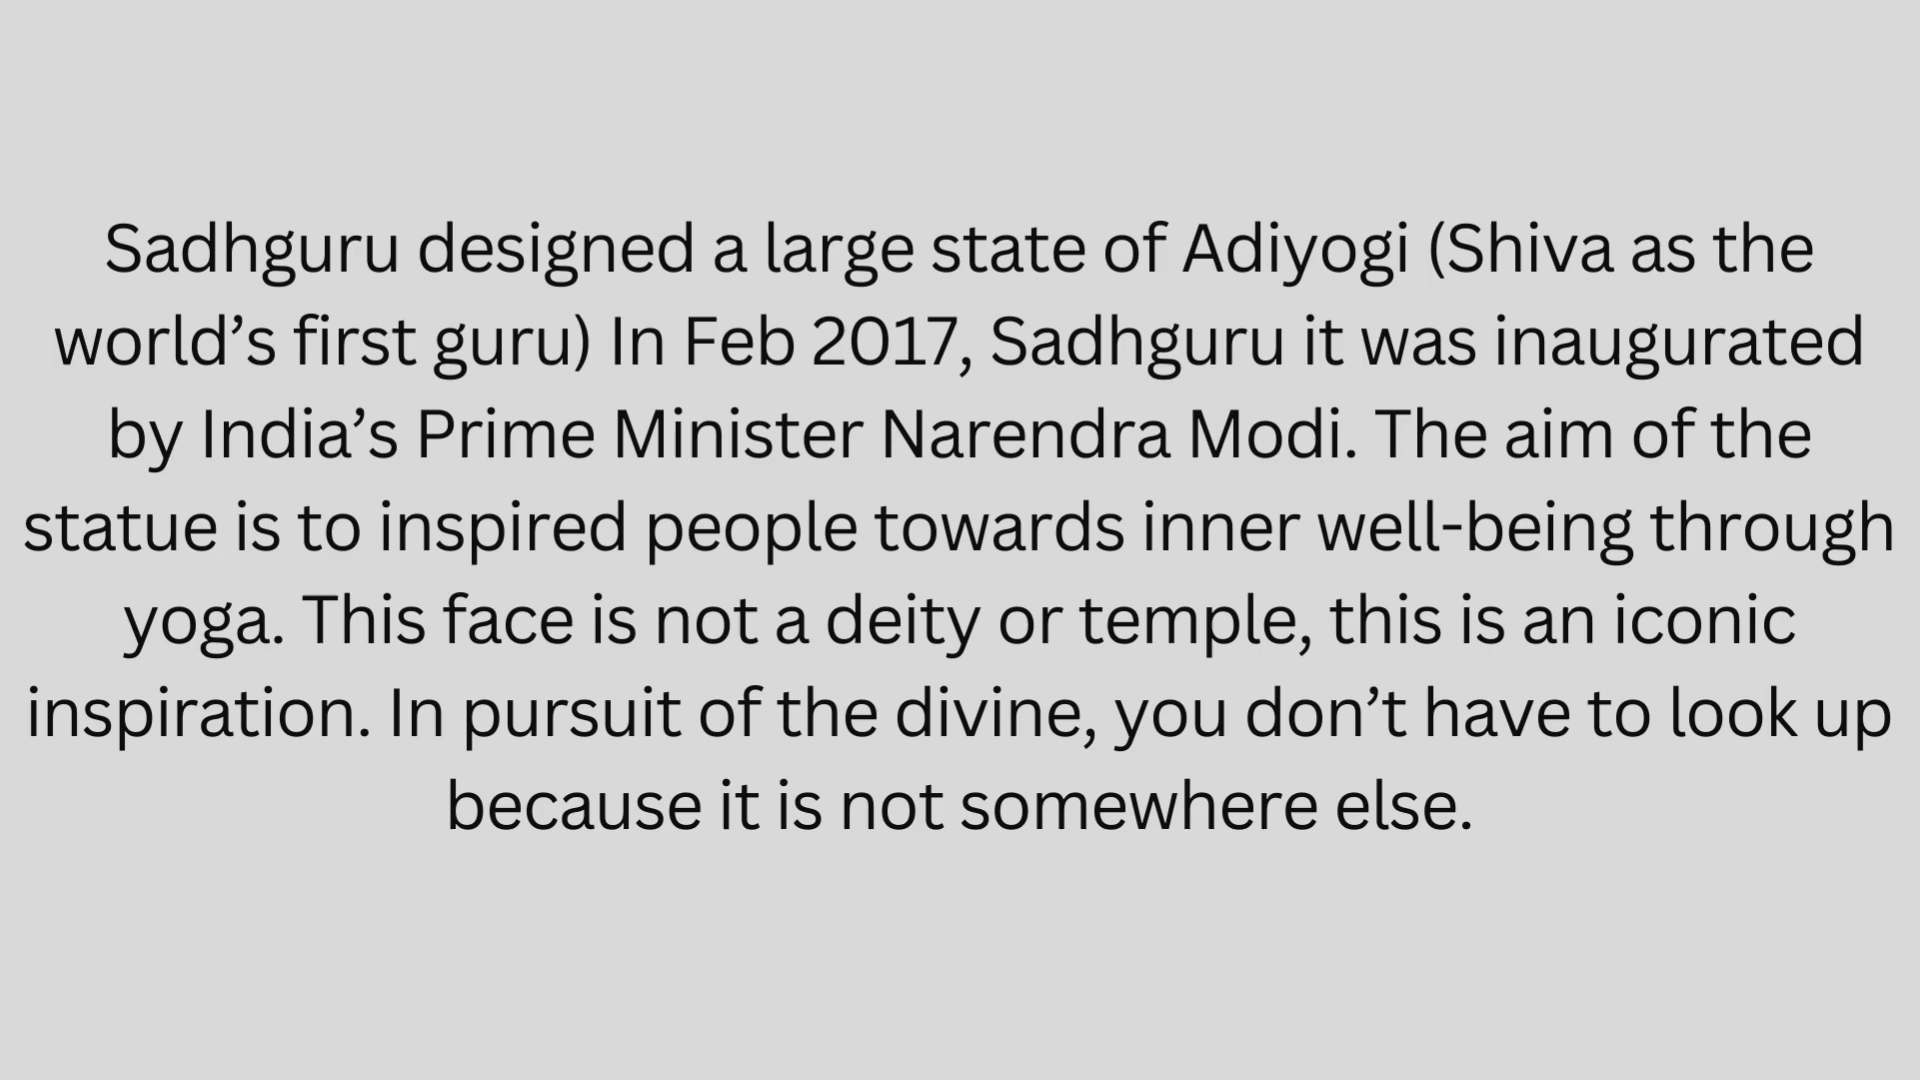 Sadhguru designed a large state of Adiyogi (Shiva as the
world’s first guru) In Feb 2017, Sadhguru it was inaugurated
by India’s Prime Minister Narendra Modi. The aim of the
statue is to inspired people towards inner well-being through
yoga. This face is not a deity or temple, this is an iconic
inspiration. In pursuit of the divine, you don’t have to look up
because it is not somewhere else.